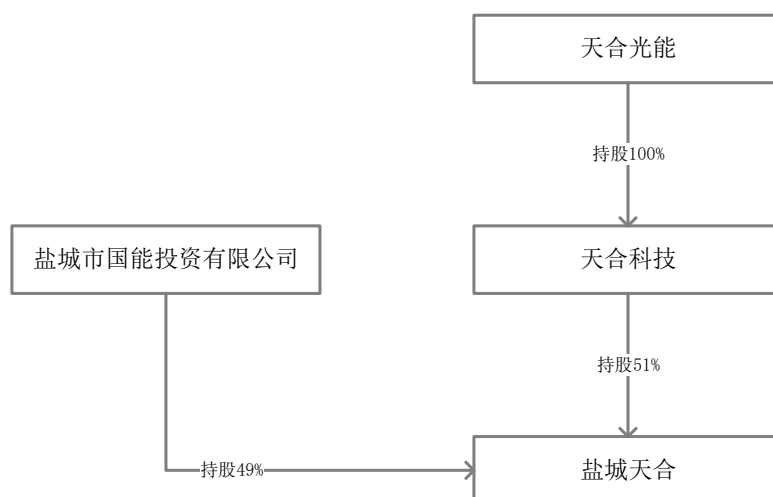 天合光能
持股100%
盐城市国能投资有限公司
天合科技
持股51%
持股49%
盐城天合